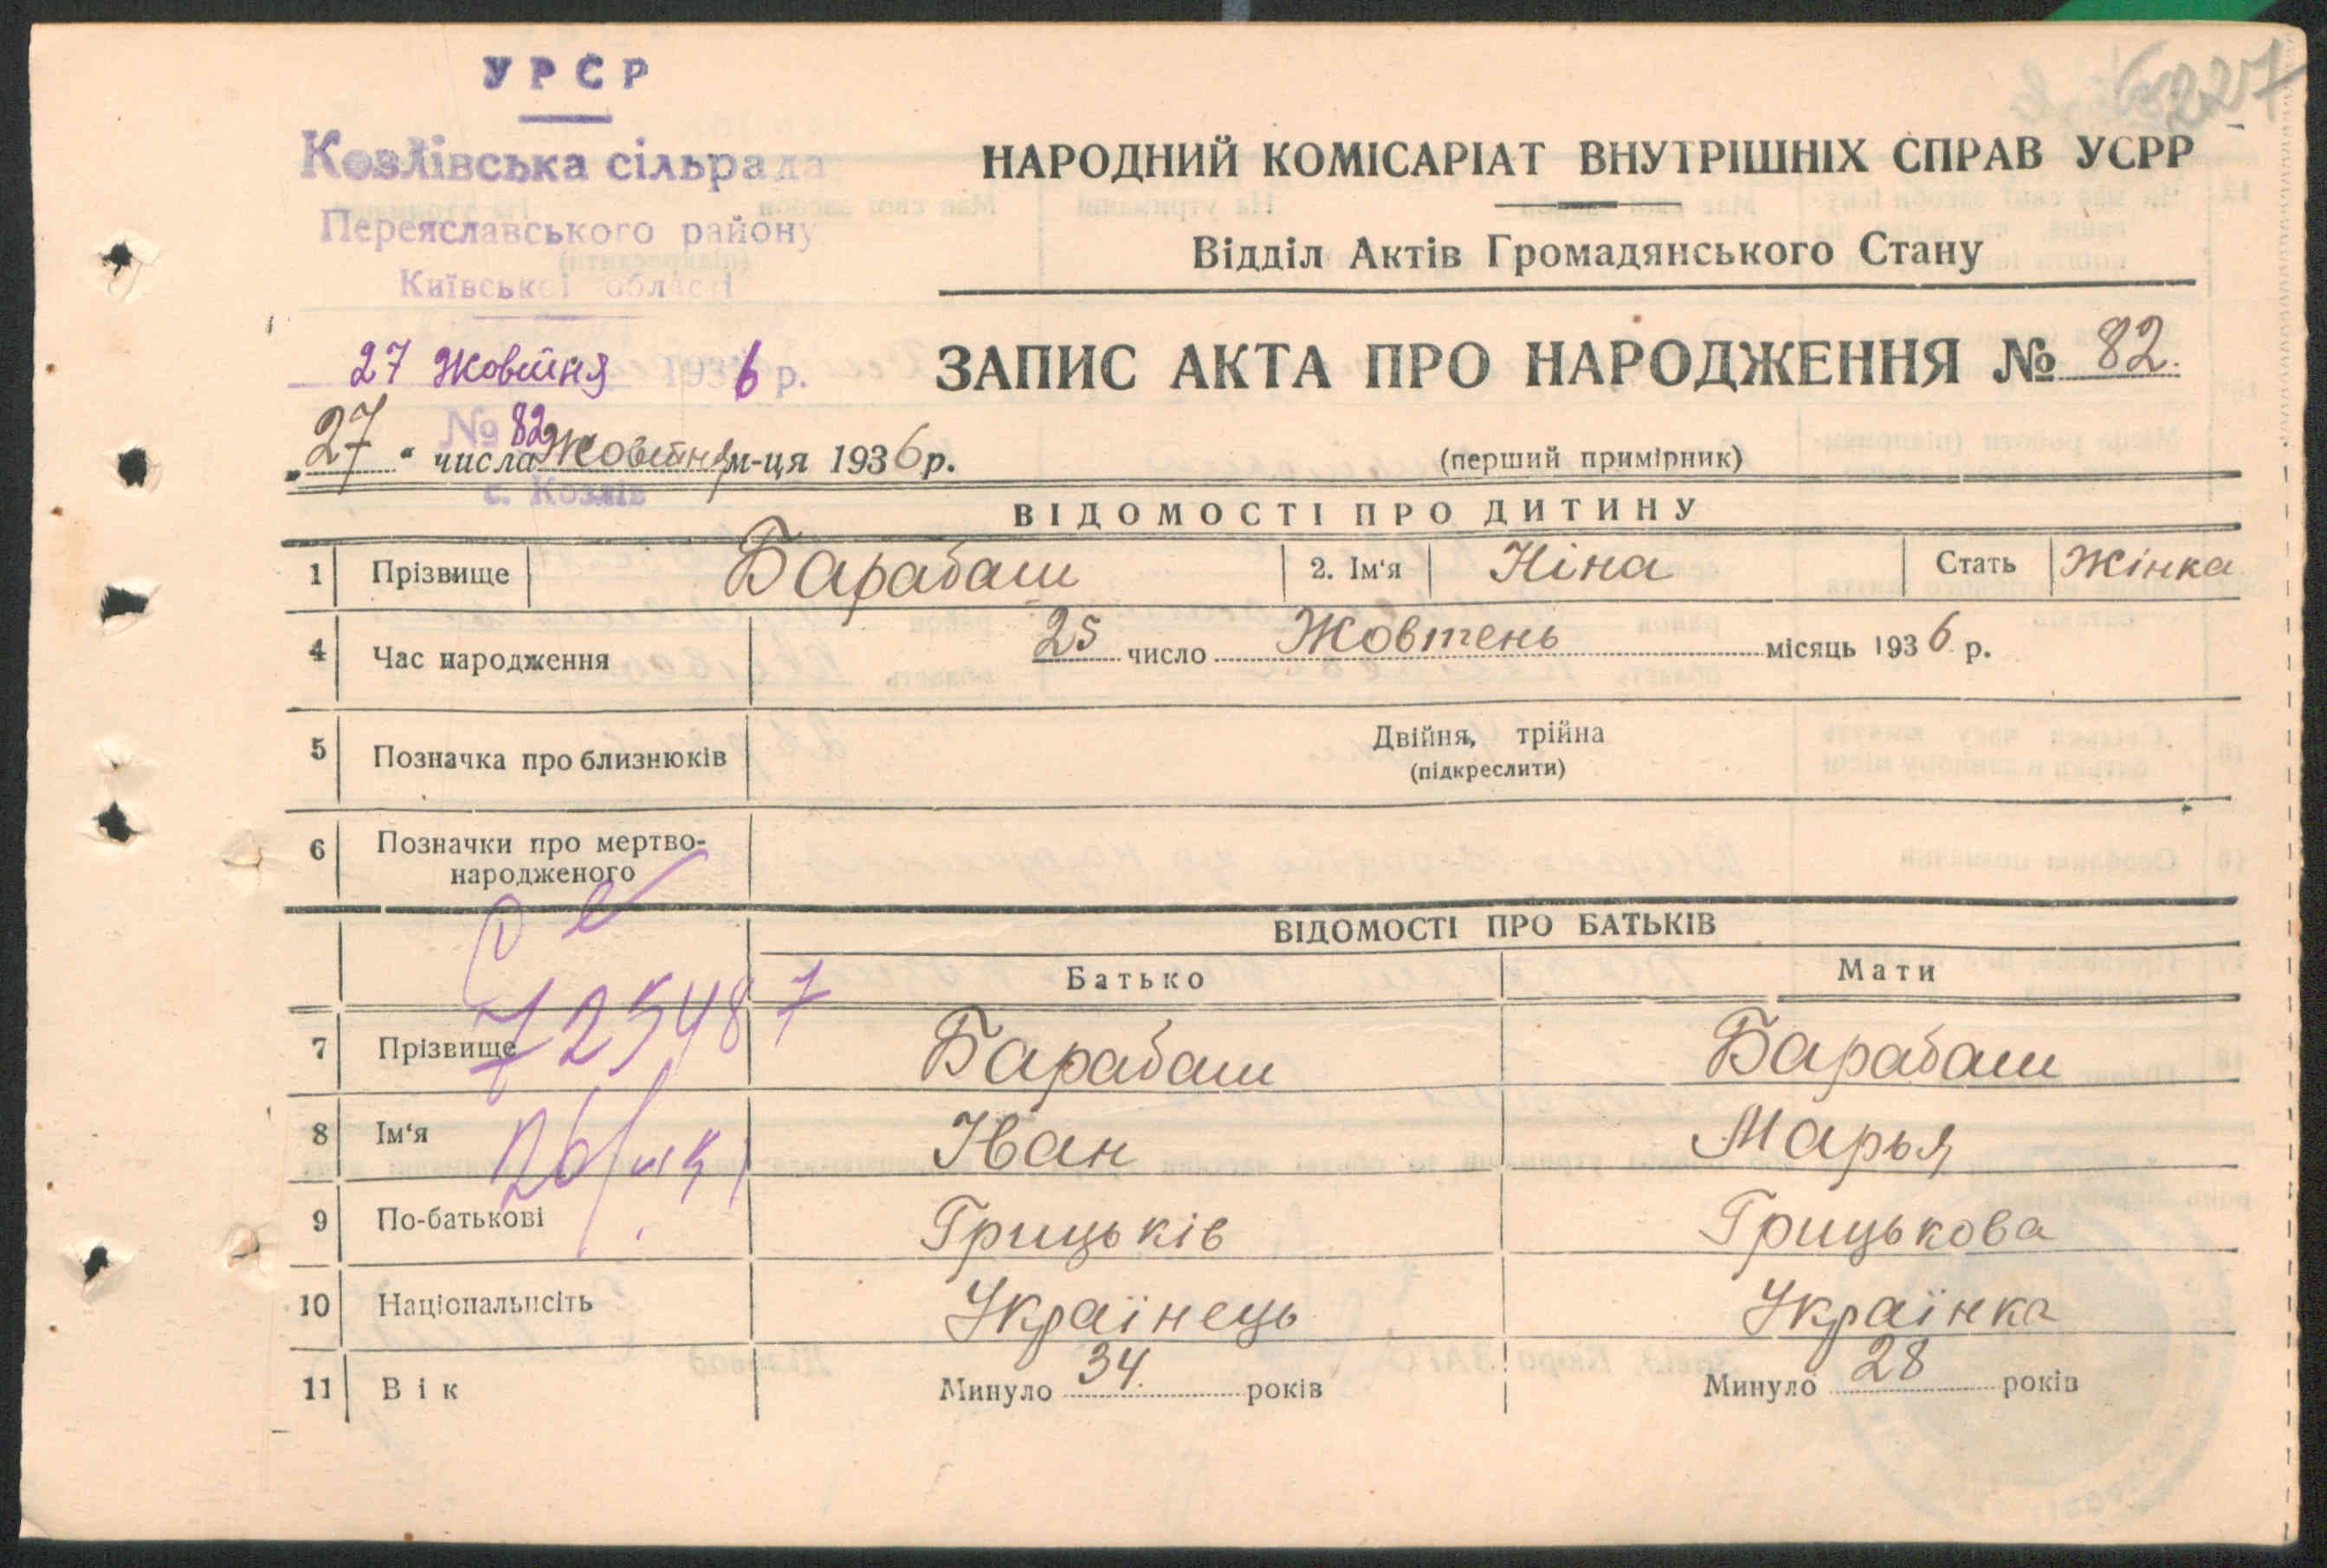 УРСР
Козлівська сільрада
Переяславського району
Київської області
27 Жовтня 1936 р.
№ 82
с. Козлів
227
НАРОДНИЙ КОМІСАРІАТ ВНУТРІШНІХ СПРАВ УСРР
Відділ Актів Громадянського Стану
ЗАПИС АКТА ПРО НАРОДЖЕННЯ № 82.
„27“ числа Жовтня м-ця 1936 р.
(перший примірник)
ВІДОМОСТІ ПРО ДИТИНУ
1 Прізвище Барабаш 2. Ім'я Ніна Стать Жінка
4 Час народження 25 число Жовтень місяць 1936 р.
5 Позначка про близнюків Двійня, трійна
(підкреслити)
6 Позначки про мертво-
народженого
ВІДОМОСТІ ПРО БАТЬКІВ
Батько Мати
7 Прізвище Барабаш Барабаш
8 Ім'я Іван Марья
9 По-батькові Грицьків Грицькова
10 Національність Українець Українка
11 Вік Минуло 34 років Минуло 28 років